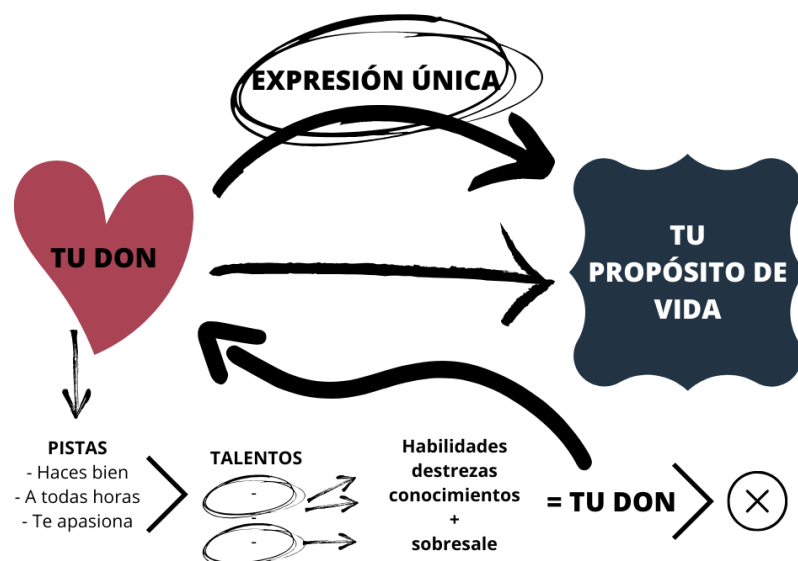 EXPRESIÓN ÚNICA
TU DON
TU
PROPÓSITO DE
VIDA
PISTAS
- Haces bien
- A todas horas
- Te apasiona
TALENTOS
-
-
-
Habilidades
destrezas
conocimientos
+
sobresale
= TU DON